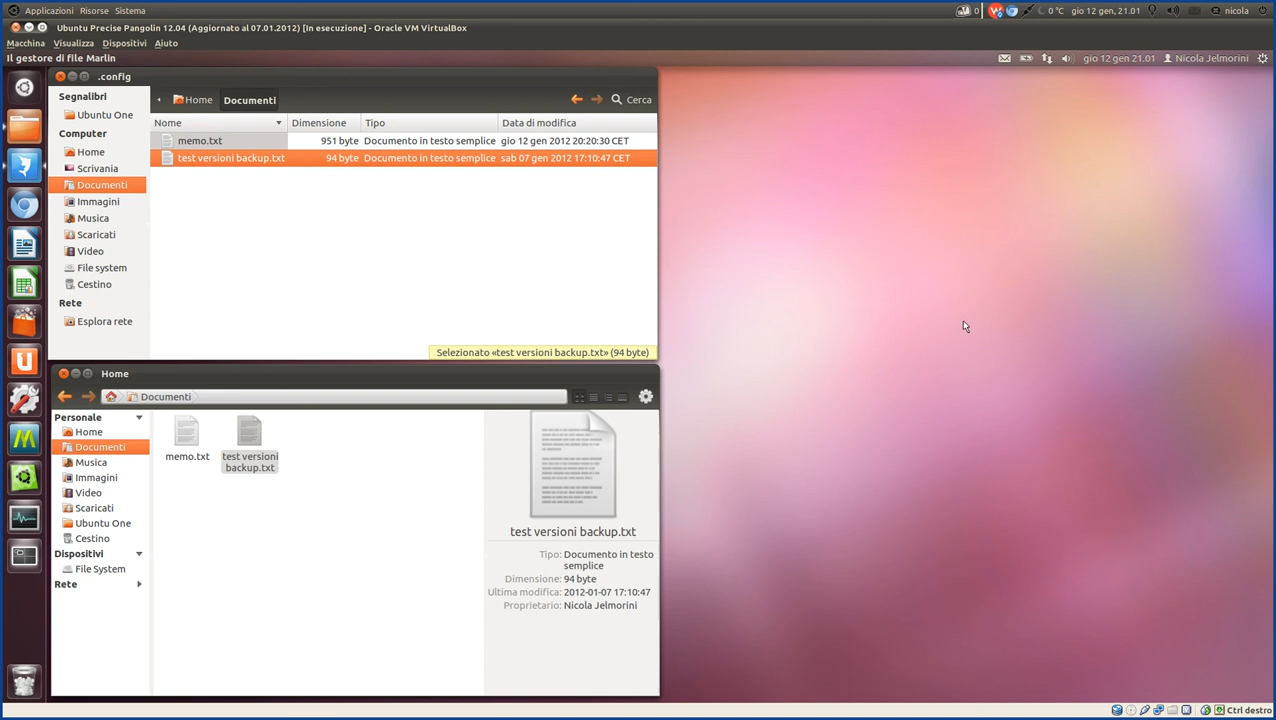 Applicazioni Risorse Sistema 0 0 °C gio 12 gen, 21.01 nicola
Ubuntu Precise Pangolin 12.04 (Aggiornato al 07.01.2012) [In esecuzione] - Oracle VM VirtualBox
Macchina Visualizza Dispositivi Aiuto
Il gestore di file Marlin gio 12 gen 21.01 Nicola Jelmorini
.config
Segnalibri
Ubuntu One
Computer
Home
Scrivania
Documenti
Immagini
Musica
Scaricati
Video
File system
Cestino
Rete
Esplora rete
Home Documenti Cerca
Nome Dimensione Tipo Data di modifica
memo.txt 951 byte Documento in testo semplice gio 12 gen 2012 20:20:30 CET
test versioni backup.txt 94 byte Documento in testo semplice sab 07 gen 2012 17:10:47 CET
Selezionato «test versioni backup.txt» (94 byte)
Home
Documenti
Personale
Home
Documenti
Musica
Immagini
Video
Scaricati
Ubuntu One
Cestino
Dispositivi
File System
Rete
memo.txt
test versioni
backup.txt
test versioni backup.txt
Tipo: Documento in testo
semplice
Dimensione: 94 byte
Ultima modifica: 2012-01-07 17:10:47
Proprietario: Nicola Jelmorini
Ctrl destro